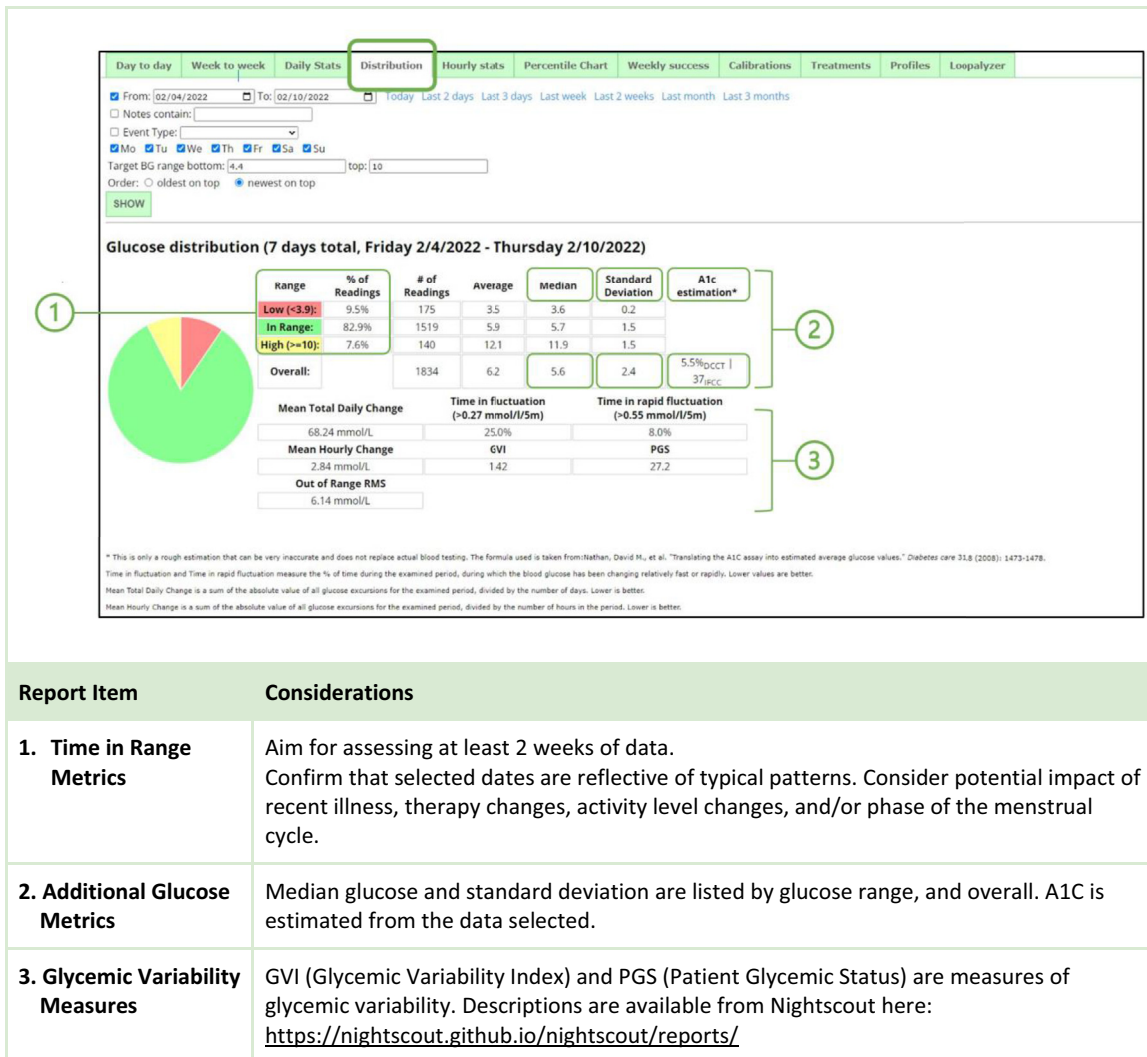 Day to day Week to week Daily Stats Distribution Hourly stats Percentile Chart Weekly success Calibrations Treatments Profiles Loopalyzer
From: 02/04/2022 To: 02/10/2022 Today Last 2 days Last 3 days Last week Last 2 weeks Last month Last 3 months
Notes contain:
Event Type:
Mo Tu We Th Fr Sa Su
Target BG range bottom: 4.4 top: 10
Order: oldest on top newest on top
SHOW
Glucose distribution (7 days total, Friday 2/4/2022 - Thursday 2/10/2022)
Range % of Readings # of Readings Average Median Standard Deviation A1c estimation*
Low (<3.9): 9.5% 175 3.5 3.6 0.2
In Range: 82.9% 1519 5.9 5.7 1.5
High (>=10): 7.6% 140 12.1 11.9 1.5
Overall: 1834 6.2 5.6 2.4 5.5%DCCT | 37IFCC
1
2
Mean Total Daily Change Time in fluctuation (>0.27 mmol/l/5m) Time in rapid fluctuation (>0.55 mmol/l/5m)
68.24 mmol/L 25.0% 8.0%
Mean Hourly Change GVI PGS
2.84 mmol/L 1.42 27.2
Out of Range RMS
6.14 mmol/L
3
* This is only a rough estimation that can be very inaccurate and does not replace actual blood testing. The formula used is taken from:Nathan, David M., et al. "Translating the A1C assay into estimated average glucose values." Diabetes care 31.8 (2008): 1473-1478.
Time in fluctuation and Time in rapid fluctuation measure the % of time during the examined period, during which the blood glucose has been changing relatively fast or rapidly. Lower values are better.
Mean Total Daily Change is a sum of the absolute value of all glucose excursions for the examined period, divided by the number of days. Lower is better.
Mean Hourly Change is a sum of the absolute value of all glucose excursions for the examined period, divided by the number of hours in the period. Lower is better.
Report Item Considerations
1. Time in Range Metrics
Aim for assessing at least 2 weeks of data.
Confirm that selected dates are reflective of typical patterns. Consider potential impact of
recent illness, therapy changes, activity level changes, and/or phase of the menstrual
cycle.
2. Additional Glucose Metrics
Median glucose and standard deviation are listed by glucose range, and overall. A1C is
estimated from the data selected.
3. Glycemic Variability Measures
GVI (Glycemic Variability Index) and PGS (Patient Glycemic Status) are measures of
glycemic variability. Descriptions are available from Nightscout here:
https://nightscout.github.io/nightscout/reports/